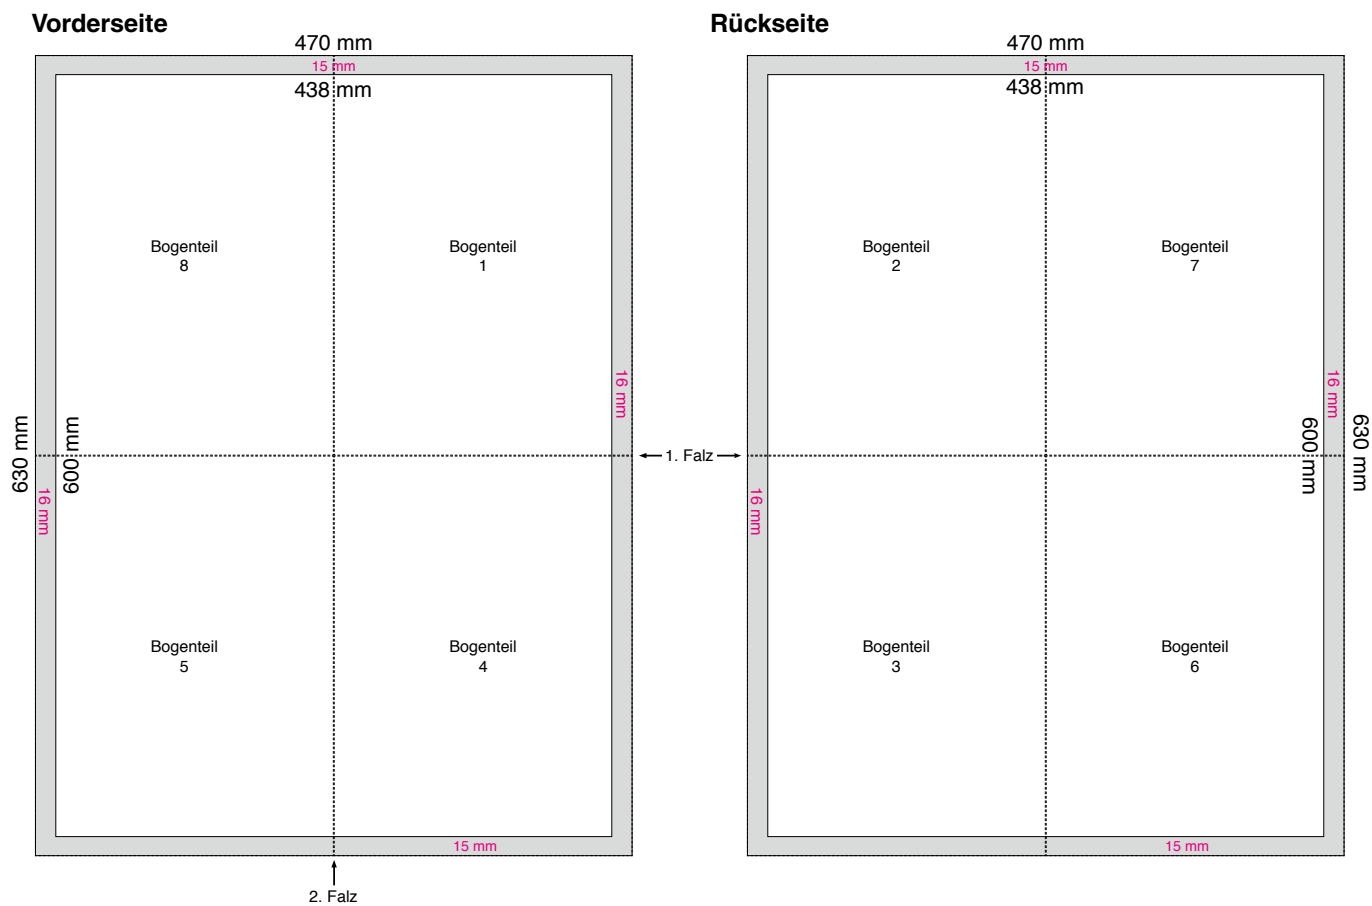 Vorderseite
470 mm
15 mm
438 mm
Bogenteil
8
Bogenteil
1
16 mm
630 mm
600 mm
16 mm
Bogenteil
5
Bogenteil
4
15 mm
2. Falz
1. Falz
Rückseite
470 mm
15 mm
438 mm
Bogenteil
2
Bogenteil
7
16 mm
600 mm
630 mm
16 mm
Bogenteil
3
Bogenteil
6
15 mm